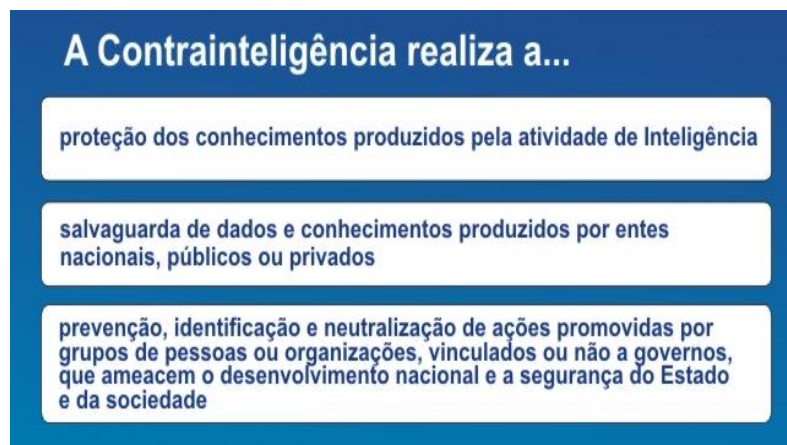 A Contrainteligência realiza a...
proteção dos conhecimentos produzidos pela atividade de Inteligência
salvaguarda de dados e conhecimentos produzidos por entes
nacionais, públicos ou privados
prevenção, identificação e neutralização de ações promovidas por
grupos de pessoas ou organizações, vinculados ou não a governos,
que ameacem o desenvolvimento nacional e a segurança do Estado
e da sociedade